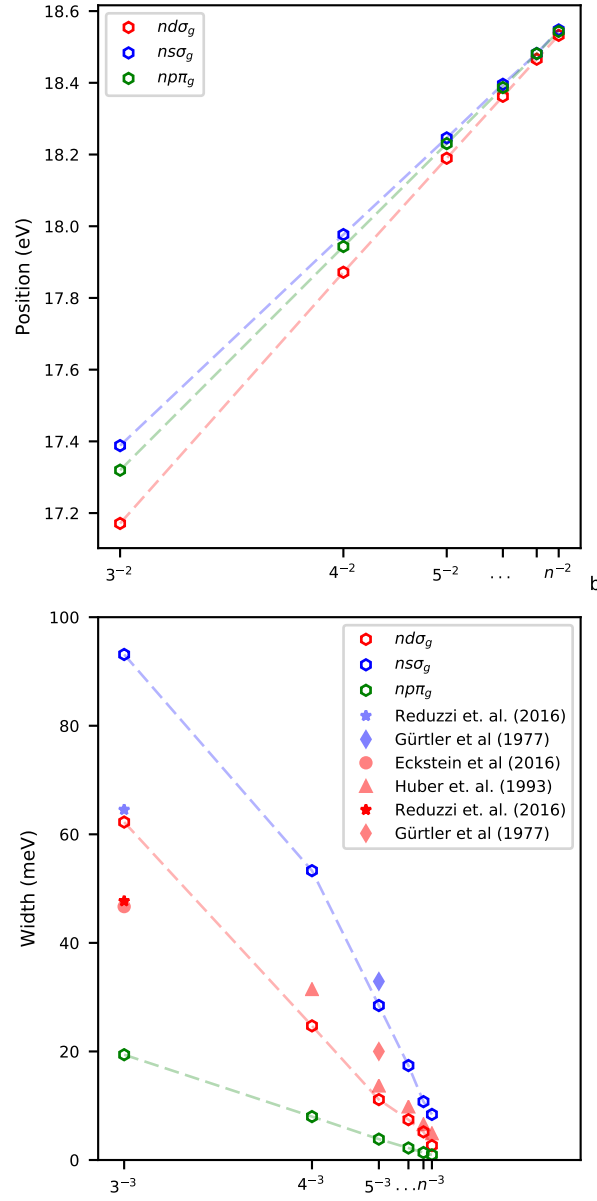 18.6
ndσg
nsσg
npπg
18.4
18.2
18.0
17.8
17.6
17.4
17.2
Position (eV)
3⁻² 4⁻² 5⁻² ... n⁻²
b
100
80
60
40
20
0
Width (meV)
ndσg
nsσg
npπg
Reduzzi et. al. (2016)
Gürtler et al (1977)
Eckstein et al (2016)
Huber et. al. (1993)
Reduzzi et. al. (2016)
Gürtler et al (1977)
3⁻³ 4⁻³ 5⁻³ ... n⁻³